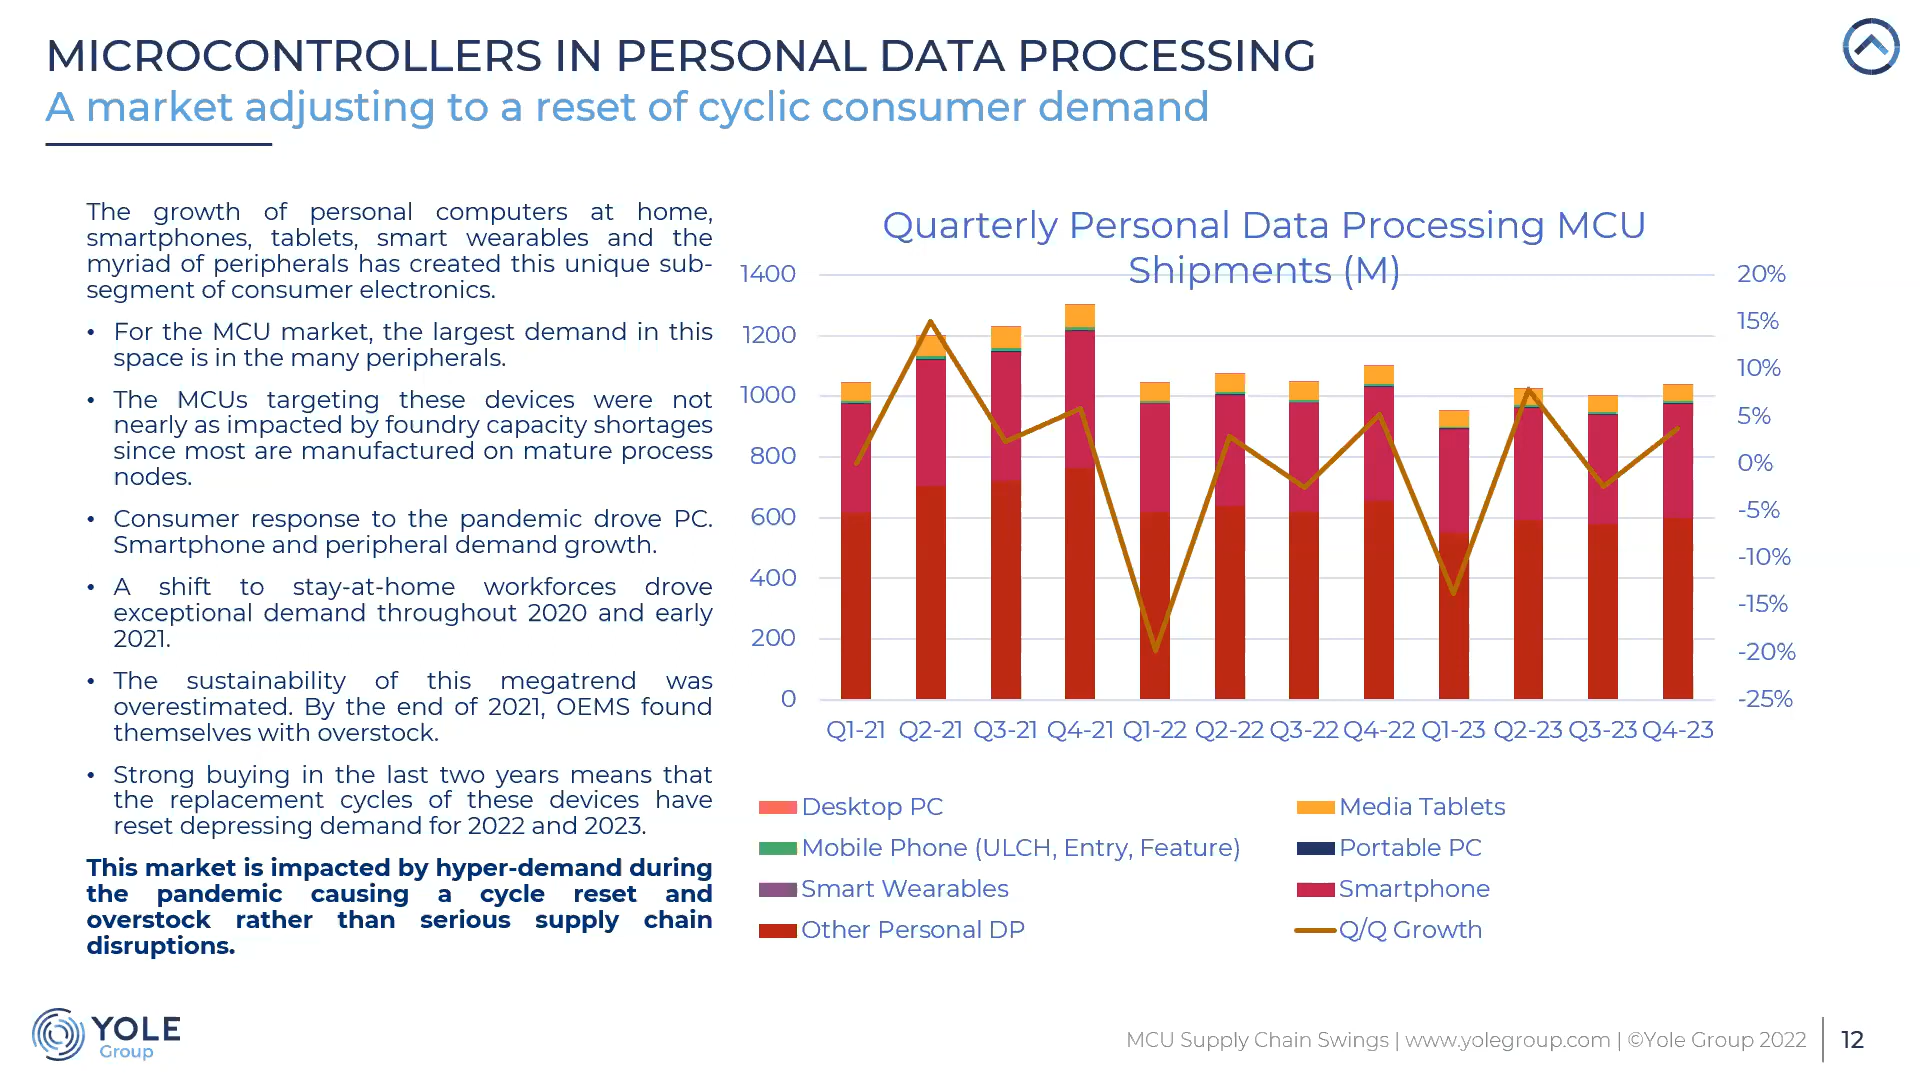 MICROCONTROLLERS IN PERSONAL DATA PROCESSING
A market adjusting to a reset of cyclic consumer demand
The growth of personal computers at home,
smartphones, tablets, smart wearables and the
myriad of peripherals has created this unique sub-
segment of consumer electronics.
• For the MCU market, the largest demand in this
space is in the many peripherals.
• The MCUs targeting these devices were not
nearly as impacted by foundry capacity shortages
since most are manufactured on mature process
nodes.
• Consumer response to the pandemic drove PC.
Smartphone and peripheral demand growth.
• A shift to stay-at-home workforces drove
exceptional demand throughout 2020 and early
2021.
• The sustainability of this megatrend was
overestimated. By the end of 2021, OEMS found
themselves with overstock.
• Strong buying in the last two years means that
the replacement cycles of these devices have
reset depressing demand for 2022 and 2023.
This market is impacted by hyper-demand during
the pandemic causing a cycle reset and
overstock rather than serious supply chain
disruptions.
Quarterly Personal Data Processing MCU
Shipments (M)
1400
1200
1000
800
600
400
200
0
20%
15%
10%
5%
0%
-5%
-10%
-15%
-20%
-25%
Q1-21 Q2-21 Q3-21 Q4-21 Q1-22 Q2-22 Q3-22 Q4-22 Q1-23 Q2-23 Q3-23 Q4-23
Desktop PC
Media Tablets
Mobile Phone (ULCH, Entry, Feature)
Portable PC
Smart Wearables
Smartphone
Other Personal DP
Q/Q Growth
YOLE
Group
MCU Supply Chain Swings | www.yolegroup.com | ©Yole Group 2022
12